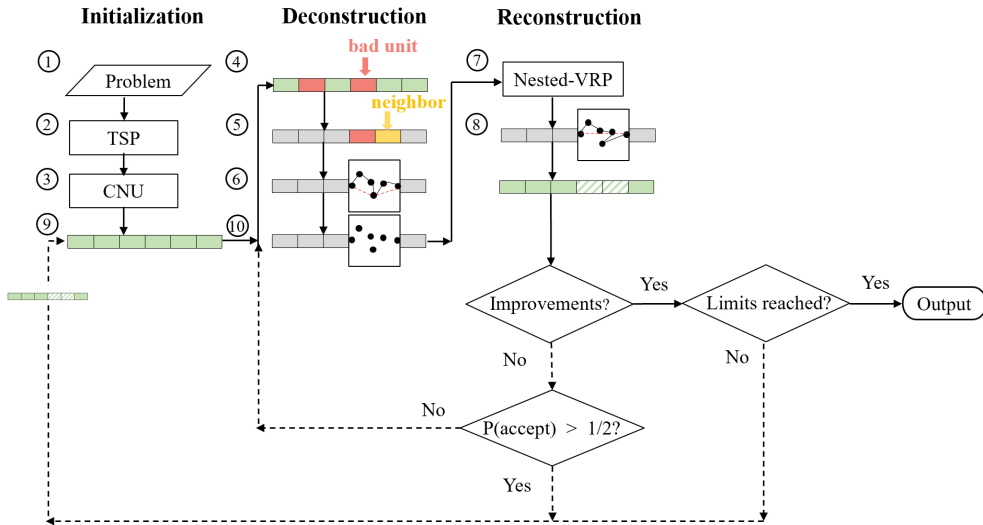 Initialization
Deconstruction
Reconstruction
1
Problem
2
TSP
3
CNU
9
4
bad unit
5
neighbor
6
10
7
Nested-VRP
8
Improvements?
Yes
Limits reached?
Yes
Output
No
No
No
P(accept) > 1/2?
Yes